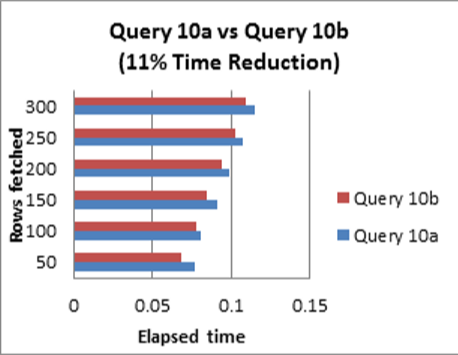 Query 10a vs Query 10b
(11% Time Reduction)
Rows fetched
300
250
200
150
100
50
0 0.05 0.1 0.15
Elapsed time
Query 10b
Query 10a